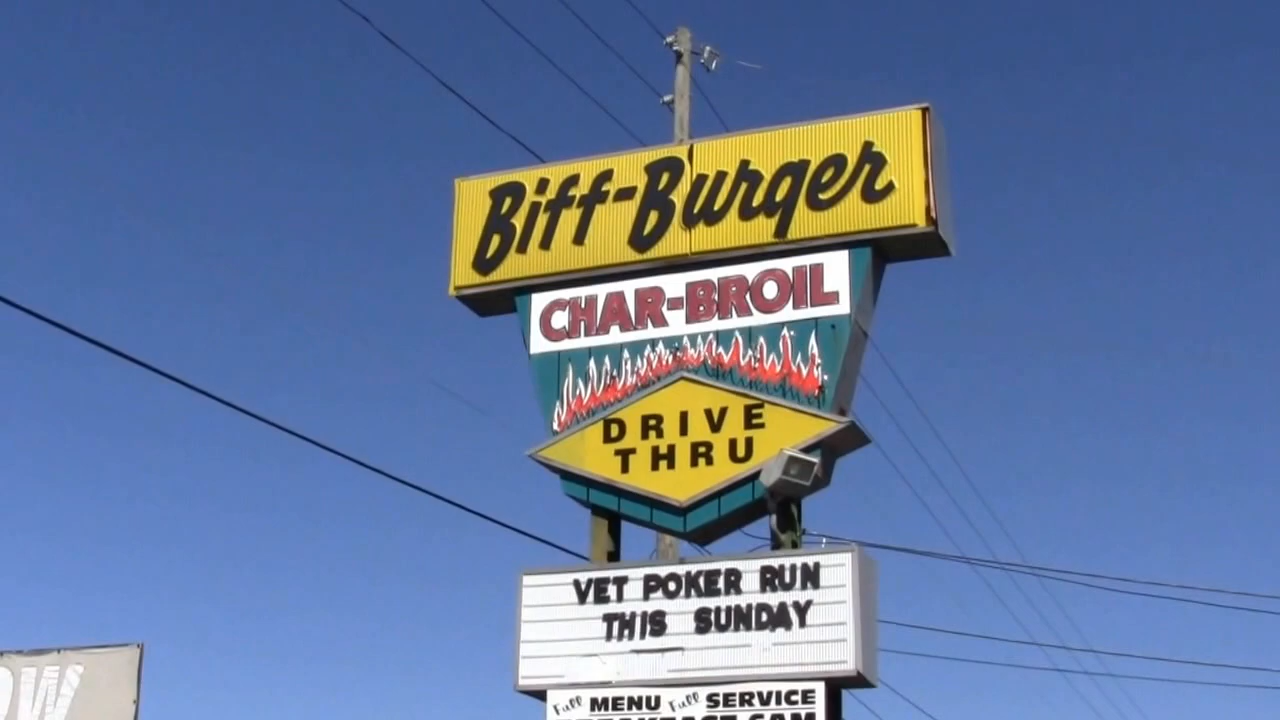 Biff-Burger
CHAR-BROIL
DRIVE
THRU
VET POKER RUN
THIS SUNDAY
Full MENU Full SERVICE